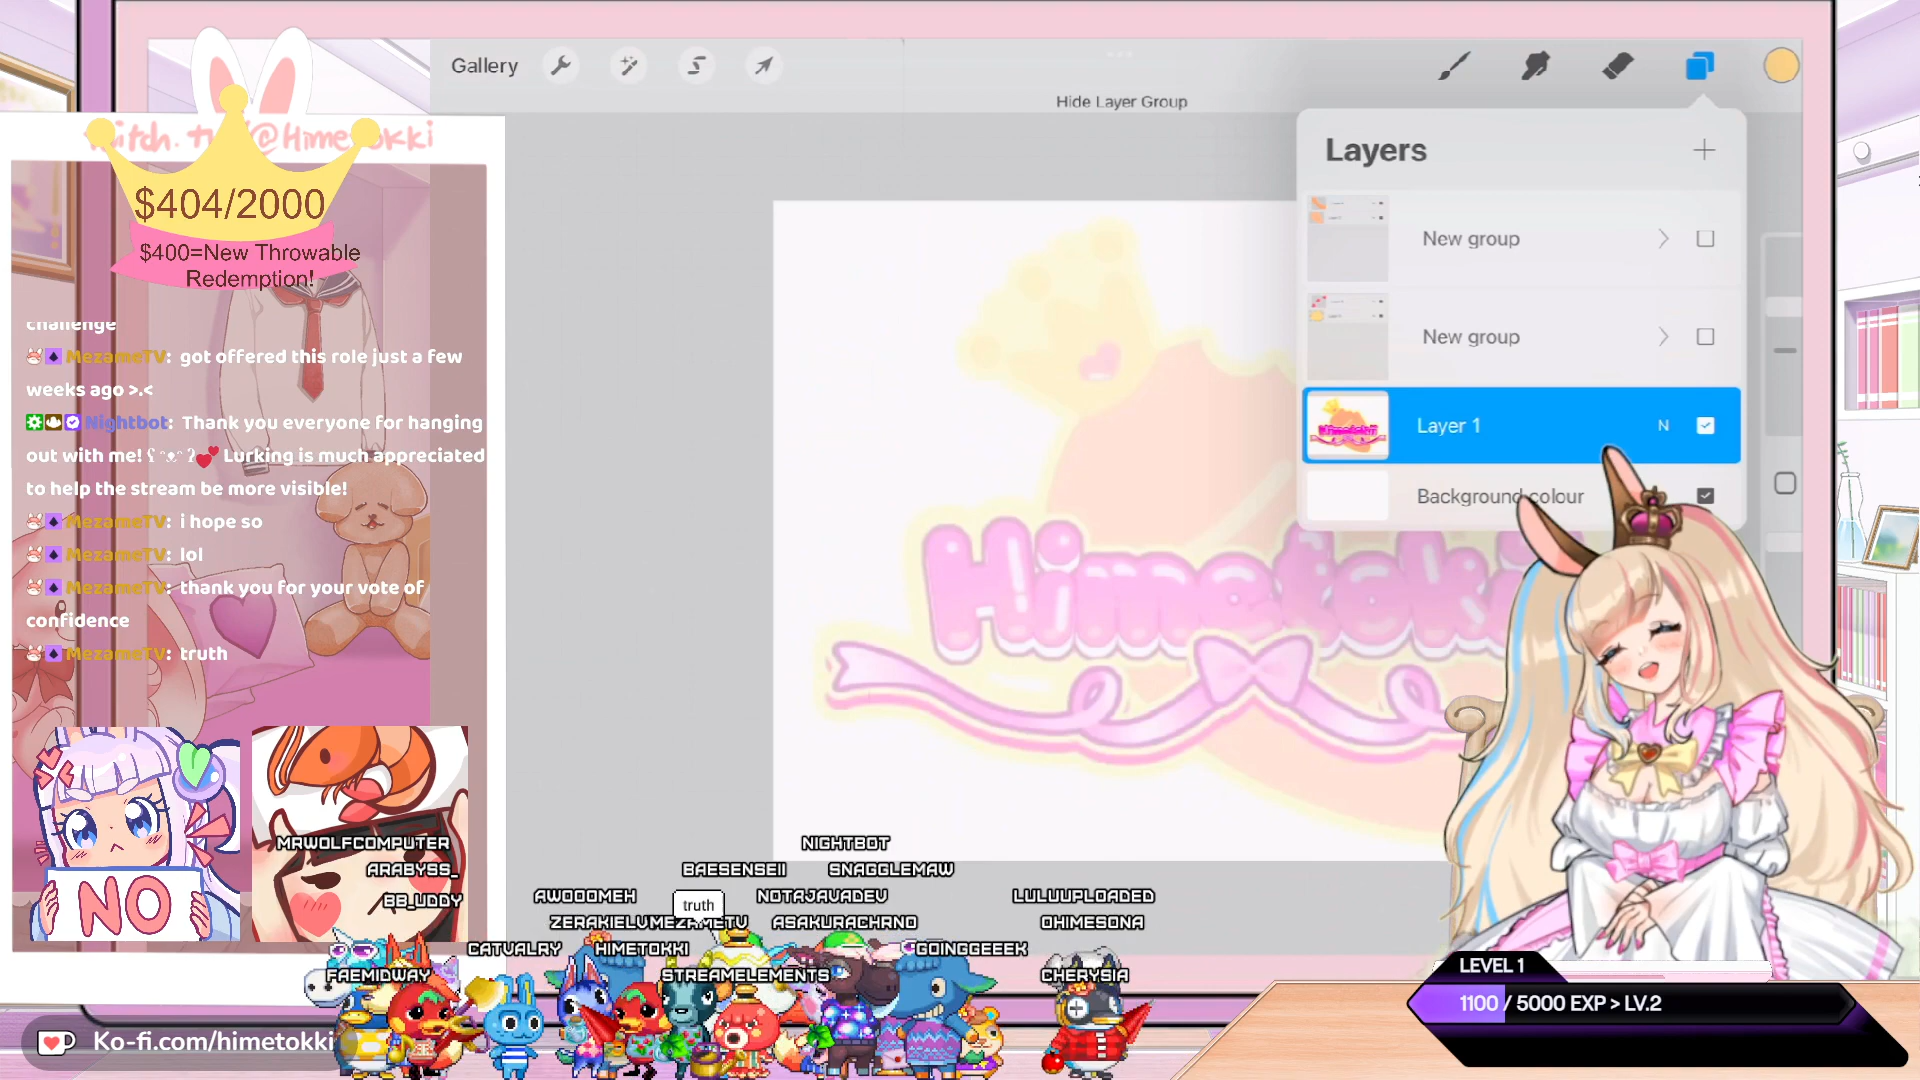 Gallery
Hide Layer Group
Layers
New group
New group
Layer 1
N
Background colour
Himetokki
@Himetokki
$404/2000
$400=New Throwable
Redemption!
challenge
MezameTV: got offered this role just a few
weeks ago >.<
Nightbot: Thank you everyone for hanging
out with me! Lurking is much appreciated
to help the stream be more visible!
MezameTV: i hope so
MezameTV: lol
MezameTV: thank you for your vote of
confidence
MezameTV: truth
NO
MRWOLFCOMPUTER
ARABYSS_
BB_UDDY
NIGHTBOT
BAESENSEII
SNAGGLEMAW
AWOOOMEH
truth
NOTAJAVADEV
LULUUPLOADED
ASAKURACHRNO
OHIMESONA
CATVALRY
HIMETOKKI
GOINGGEEEK
FAEMIDWAY
STREAMELEMENTS
CHERYSIA
Ko-fi.com/himetokki
LEVEL 1
1100 / 5000 EXP > LV.2